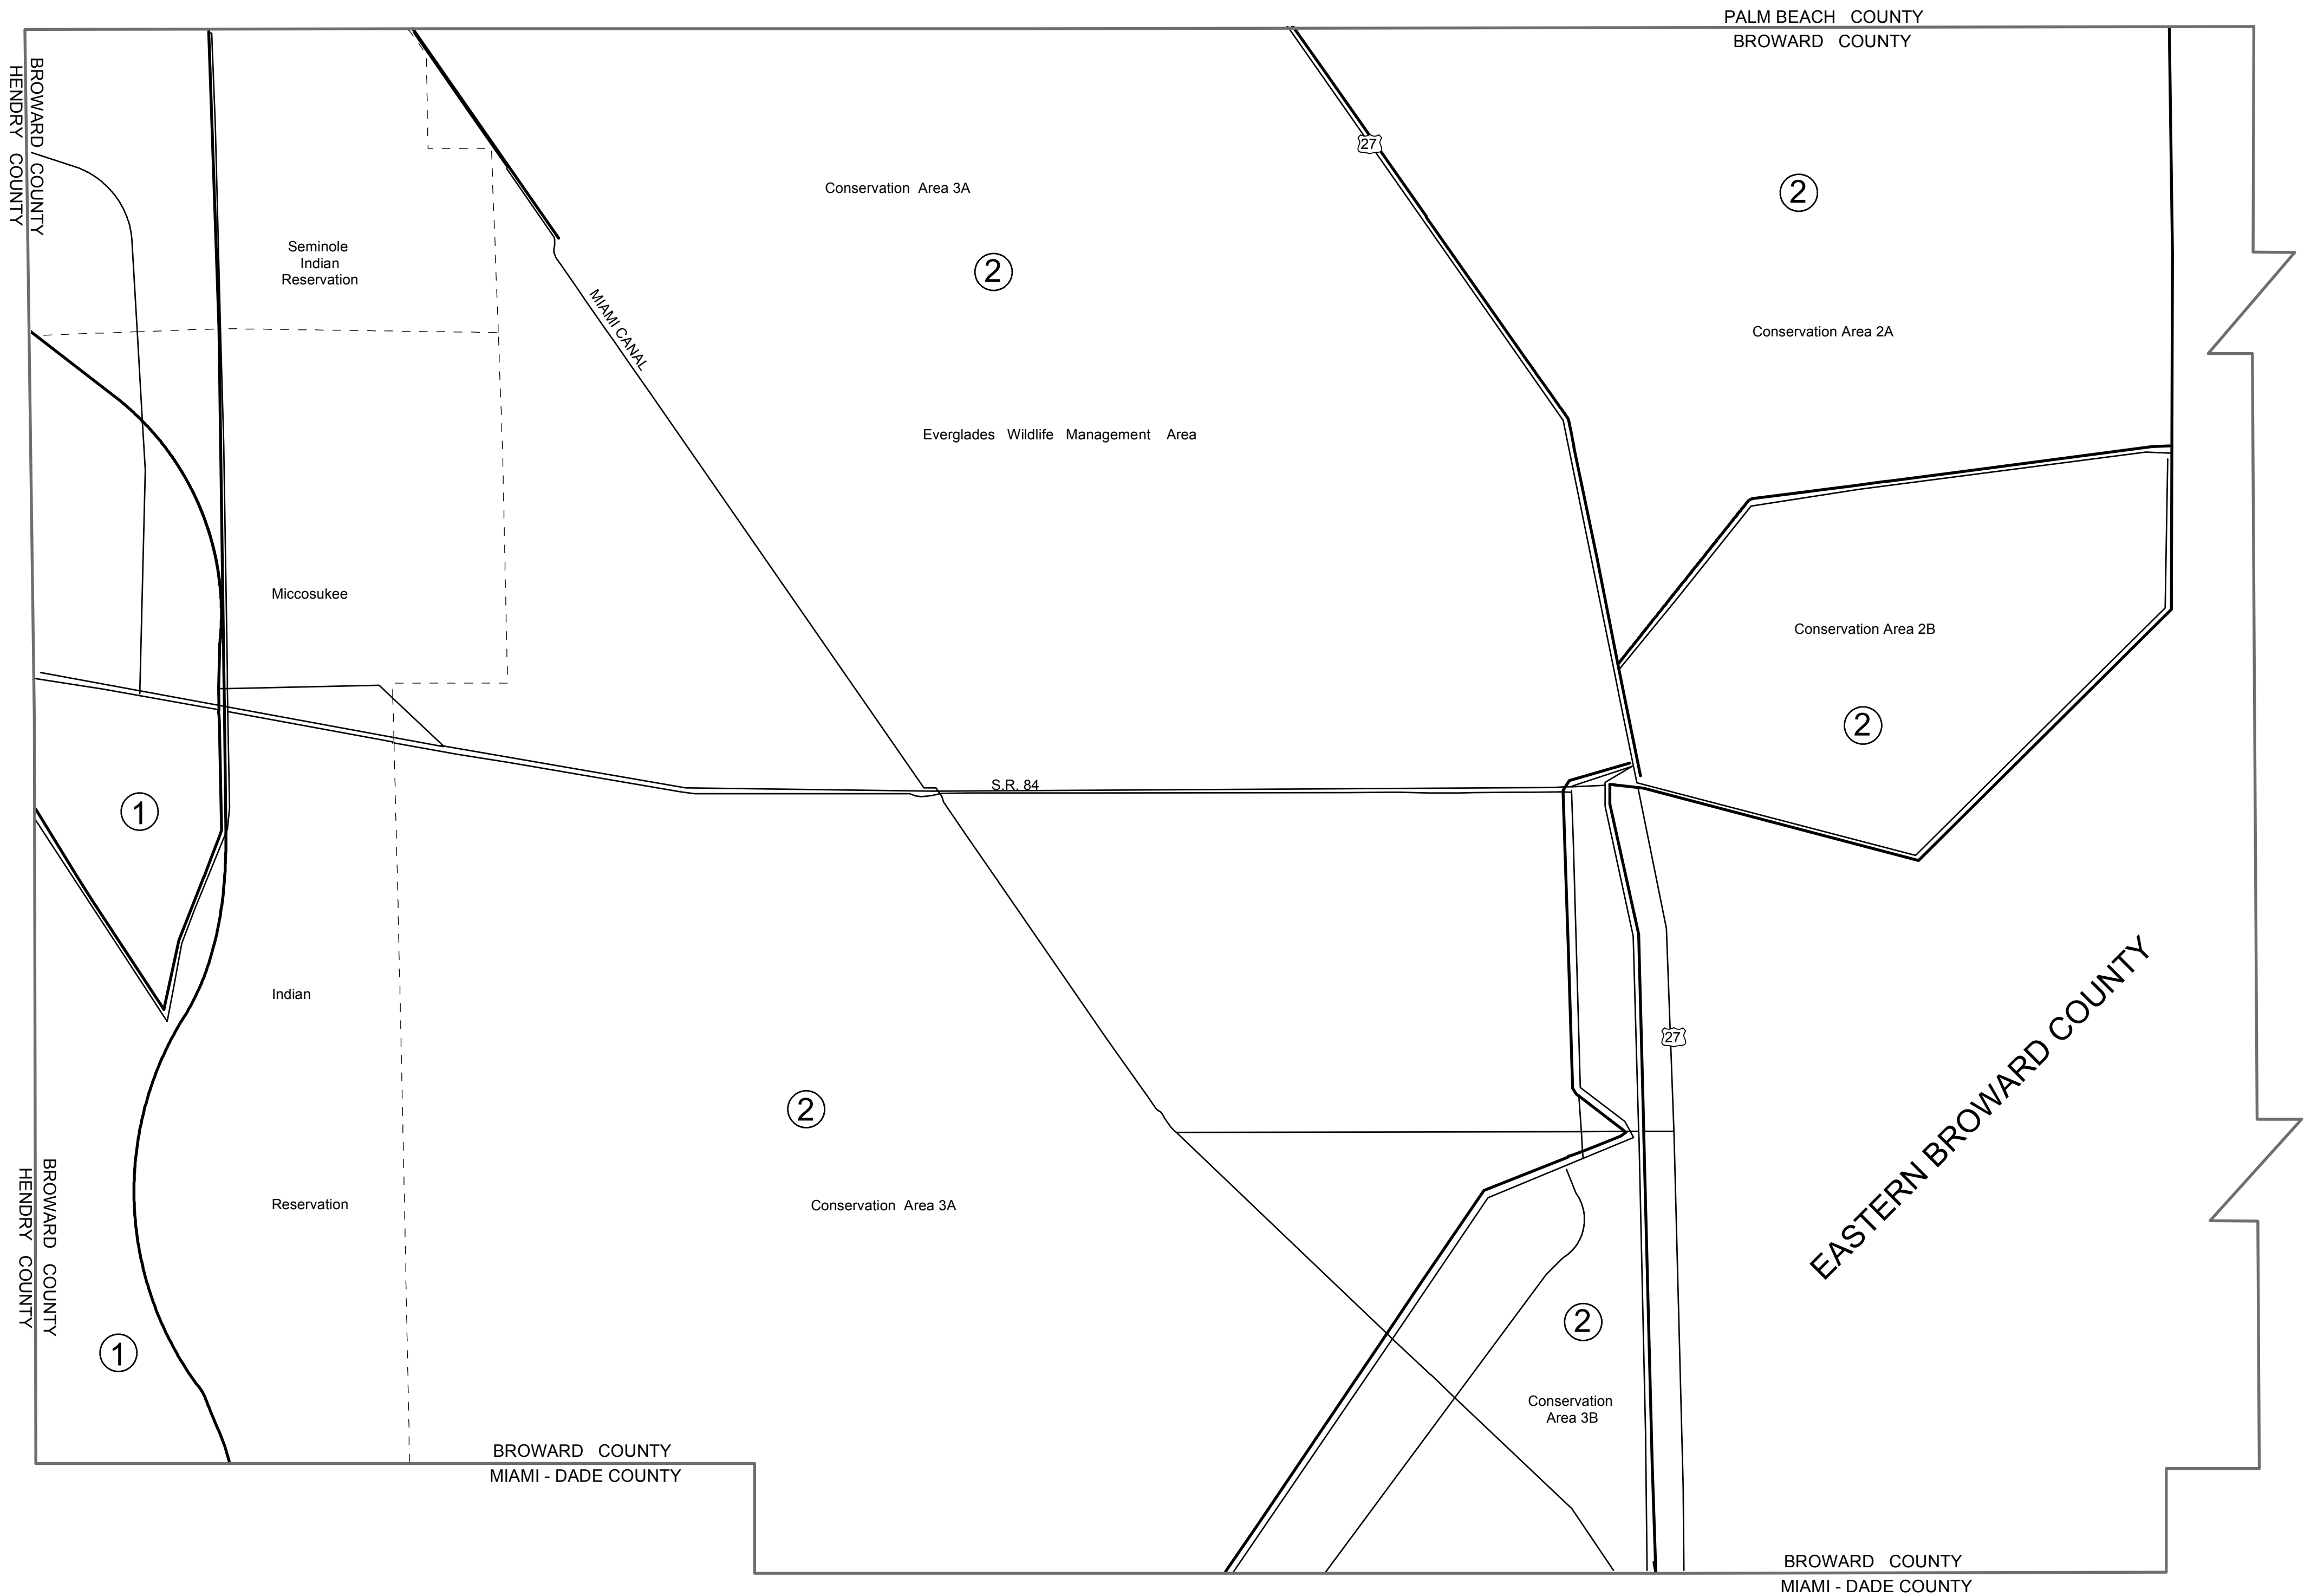 PALM BEACH COUNTY
BROWARD COUNTY
BROWARD COUNTY
HENDRY COUNTY
27
Conservation Area 3A
2
2
Seminole
Indian
Reservation
MIAMI CANAL
Conservation Area 2A
Everglades Wildlife Management Area
Miccosukee
Conservation Area 2B
2
S.R. 84
1
Indian
27
EASTERN BROWARD COUNTY
2
Reservation
Conservation Area 3A
BROWARD COUNTY
HENDRY COUNTY
1
2
Conservation
Area 3B
BROWARD COUNTY
MIAMI - DADE COUNTY
BROWARD COUNTY
MIAMI - DADE COUNTY